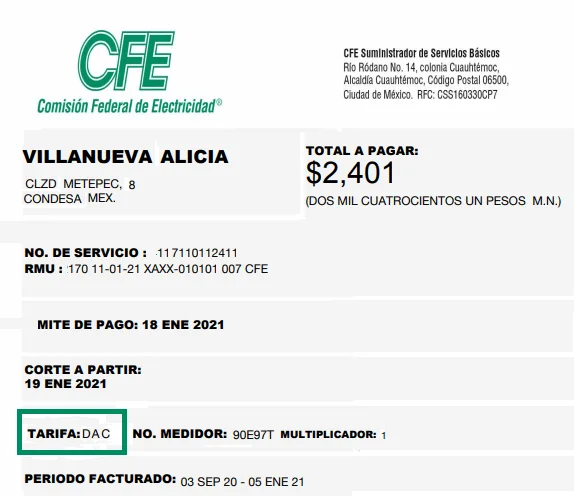 CFE
Comisión Federal de Electricidad®
CFE Suministrador de Servicios Básicos
Río Ródano No. 14, colonia Cuauhtémoc,
Alcaldía Cuauhtémoc, Código Postal 06500,
Ciudad de México. RFC: CSS160330CP7
VILLANUEVA ALICIA
CLZD METEPEC, 8
CONDESA MEX.
TOTAL A PAGAR:
$2,401
(DOS MIL CUATROCIENTOS UN PESOS M.N.)
NO. DE SERVICIO : 117110112411
RMU : 170 11-01-21 XAXX-010101 007 CFE
MITE DE PAGO: 18 ENE 2021
CORTE A PARTIR:
19 ENE 2021
TARIFA: DAC NO. MEDIDOR: 90E97T MULTIPLICADOR: 1
PERIODO FACTURADO: 03 SEP 20 - 05 ENE 21